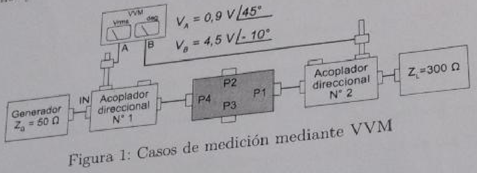 VVM
Vrms deg
A B
V_A = 0,9 V∠45°
V_B = 4,5 V∠- 10°
Generador
Z_G = 50 Ω
IN
Acoplador
direccional
N° 1
P2
P4 P1
P3
Acoplador
direccional
N° 2
Z_L=300 Ω
Figura 1: Casos de medición mediante VVM